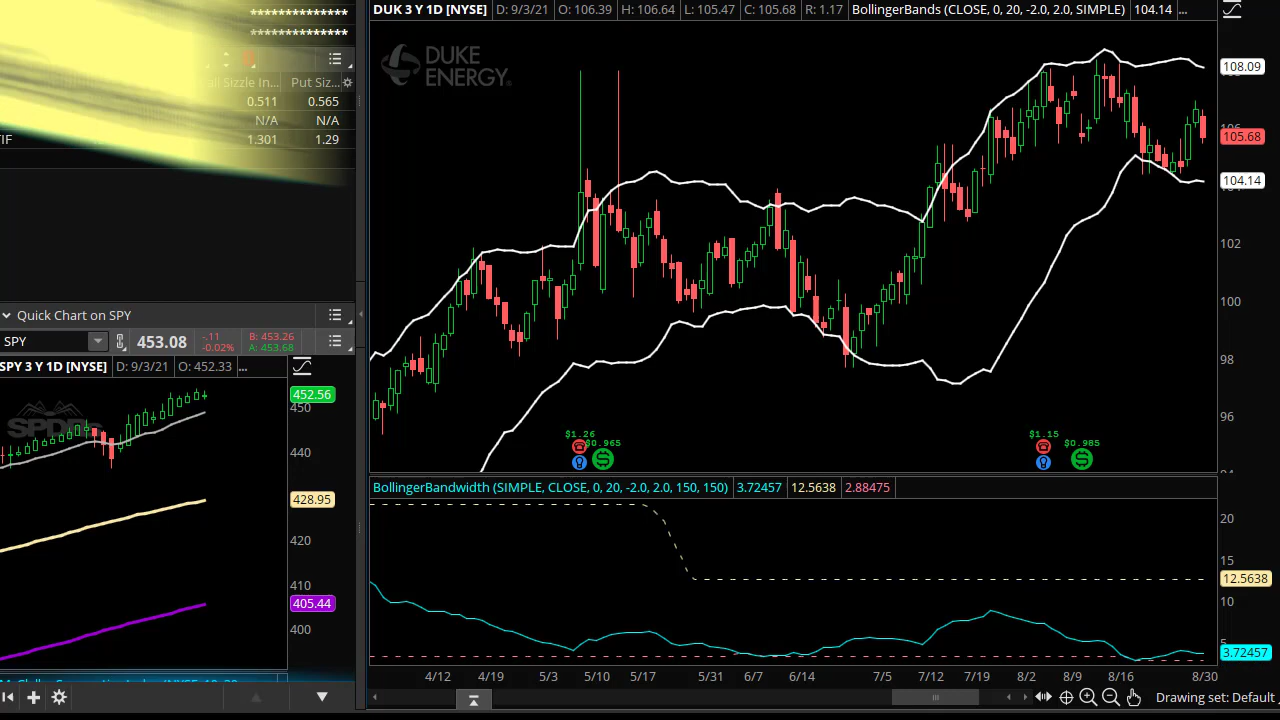 DUK 3 Y 1D [NYSE] D: 9/3/21 O: 106.39 H: 106.64 L: 105.47 C: 105.68 R: 1.17 BollingerBands (CLOSE, 0, 20, -2.0, 2.0, SIMPLE) 104.14 ...
*************
*************
DUKE
ENERGY
Sizzle In... Put Siz...
0.511 0.565
N/A N/A
1.301 1.29
108.09
105.68
104.14
102
100
98
96
Quick Chart on SPY
SPY 453.08 -.11 B: 453.26
-0.02% A: 453.68
SPY 3 Y 1D [NYSE] D: 9/3/21 O: 452.33 ...
452.56
450
440
428.95
420
410
405.44
400
$1.26
$0.965
$1.15
$0.985
BollingerBandwidth (SIMPLE, CLOSE, 0, 20, -2.0, 2.0, 150, 150) 3.72457 12.5638 2.88475
20
15
12.5638
10
5
3.72457
4/12 4/19 5/3 5/10 5/17 5/31 6/7 6/14 7/5 7/12 7/19 8/2 8/9 8/16 8/30
Drawing set: Default